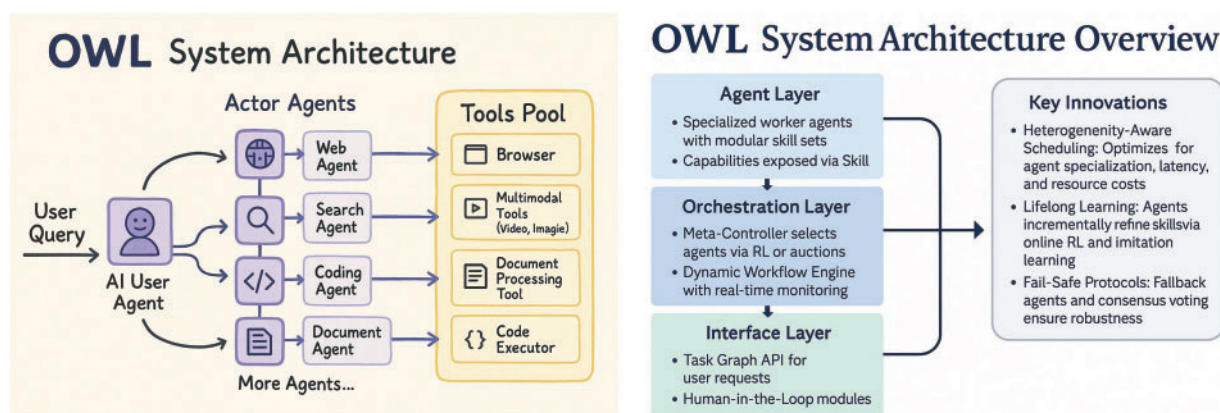 OWL System Architecture
Actor Agents
Tools Pool
User
Query
AI User
Agent
Web
Agent
Search
Agent
</>
Coding
Agent
Document
Agent
More Agents...
Browser
Multimodal
Tools
(Video, Imagie)
Document
Processing
Tool
{}
Code
Executor
OWL System Architecture Overview
Agent Layer
• Specialized worker agents
with modular skill sets
• Capabilities exposed via Skill
Orchestration Layer
• Meta-Controller selects
agents via RL or auctions
• Dynamic Workflow Engine
with real-time monitoring
Interface Layer
• Task Graph API for
user requests
• Human-in-the-Loop modules
Key Innovations
• Heterogenenity-Aware
Scheduling: Optimizes for
agent specialization, latency,
and resource costs
• Lifelong Learning: Agents
incrementally refine skillsvia
online RL and imitation
learning
• Fail-Safe Protocols: Fallback
agents and consensus voting
ensure robustness